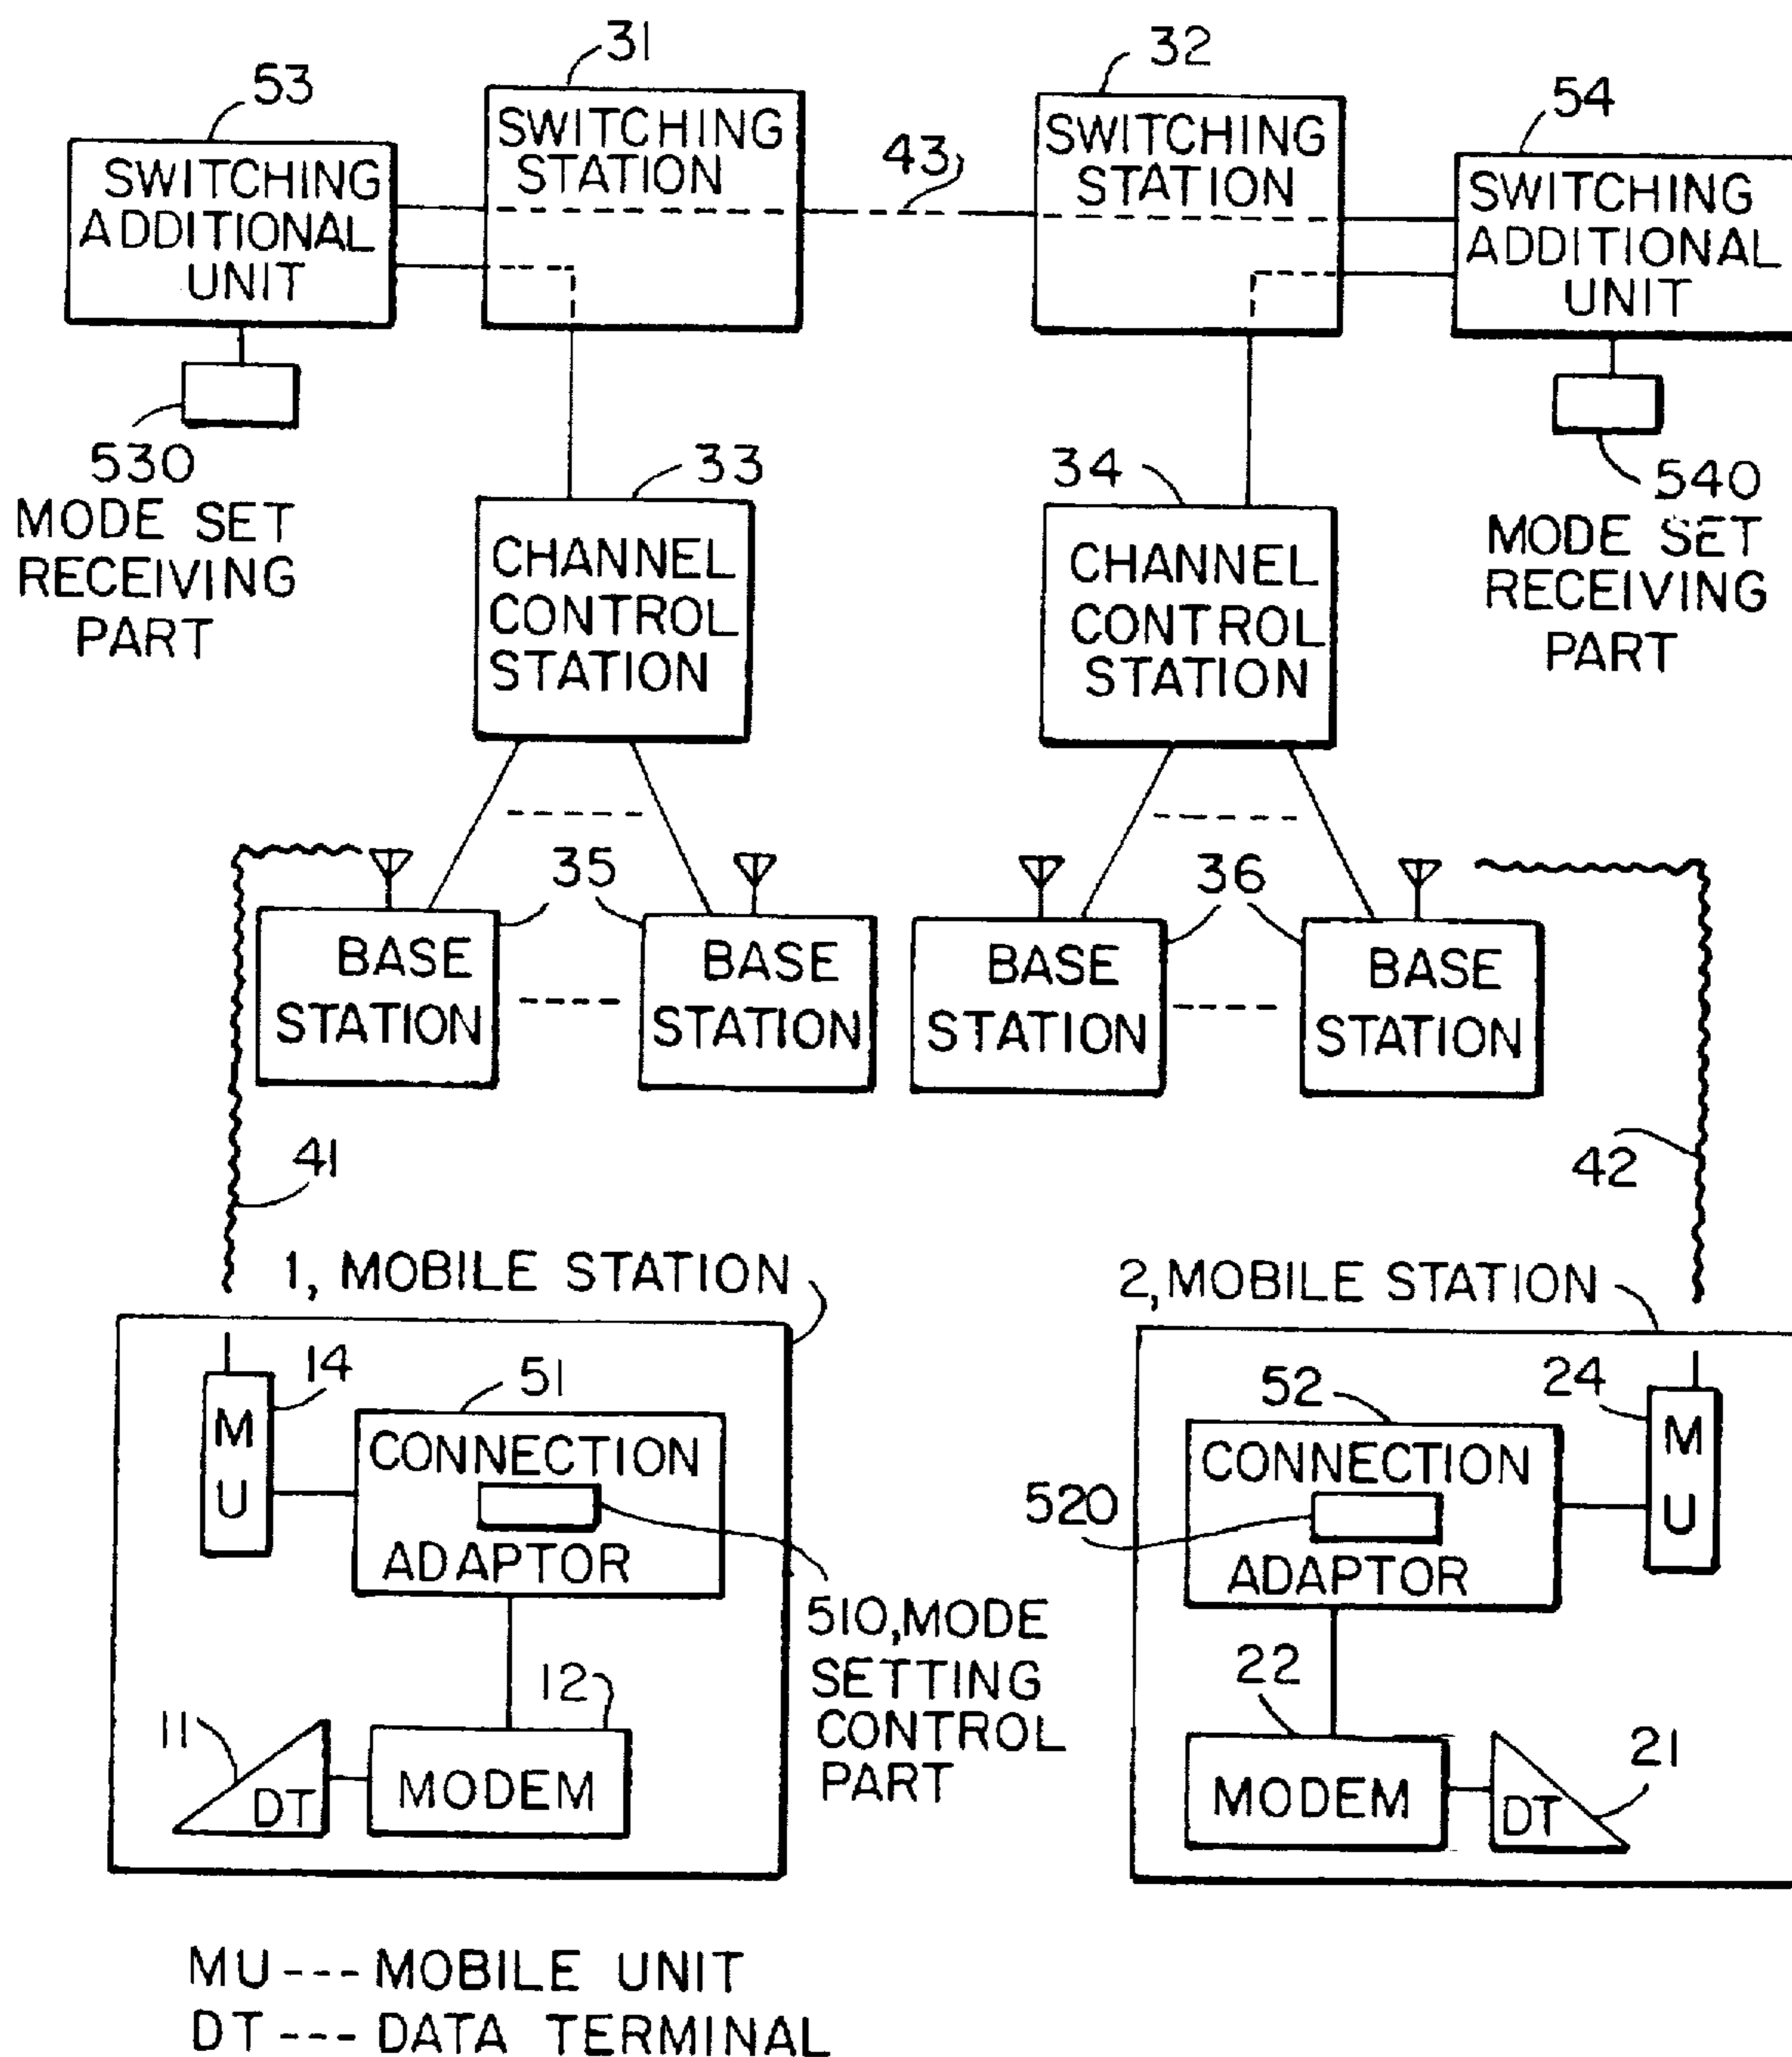 31
32
53
54
43
SWITCHING
STATION
SWITCHING
STATION
SWITCHING
ADDITIONAL
UNIT
SWITCHING
ADDITIONAL
UNIT
530
MODE SET
RECEIVING
PART
33
34
540
MODE SET
RECEIVING
PART
CHANNEL
CONTROL
STATION
CHANNEL
CONTROL
STATION
35
36
BASE
STATION
BASE
STATION
BASE
STATION
BASE
STATION
41
42
1, MOBILE STATION
2, MOBILE STATION
14
51
M
U
CONNECTION
ADAPTOR
510, MODE
SETTING
CONTROL
PART
12
11
DT
MODEM
52
24
CONNECTION
ADAPTOR
M
U
520
22
21
MODEM
DT
MU --- MOBILE UNIT
DT --- DATA TERMINAL